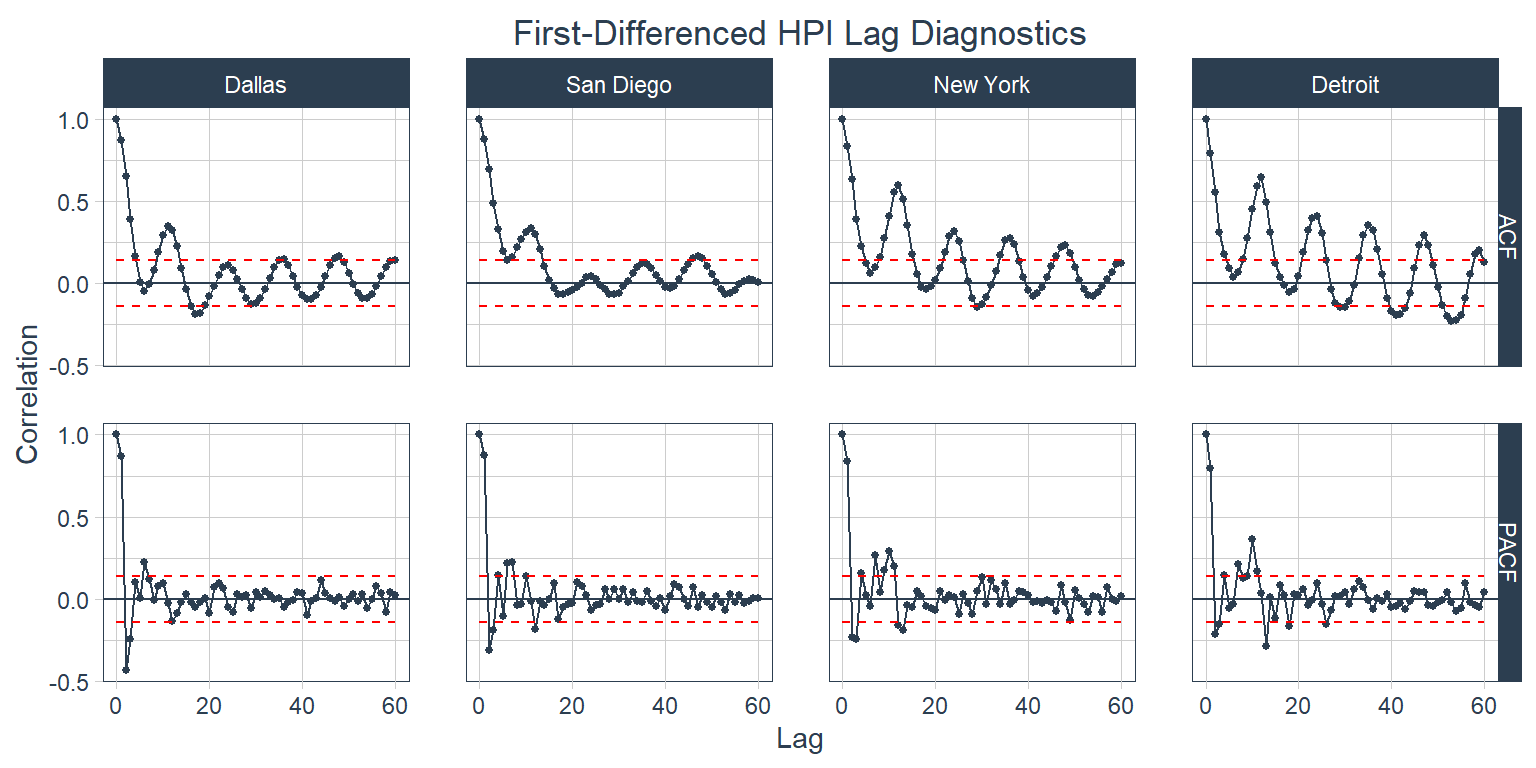 First-Differenced HPI Lag Diagnostics
Dallas San Diego New York Detroit
1.0
0.5
0.0
-0.5
ACF
Correlation
1.0
0.5
0.0
-0.5
PACF
0 20 40 60 0 20 40 60 0 20 40 60 0 20 40 60
Lag